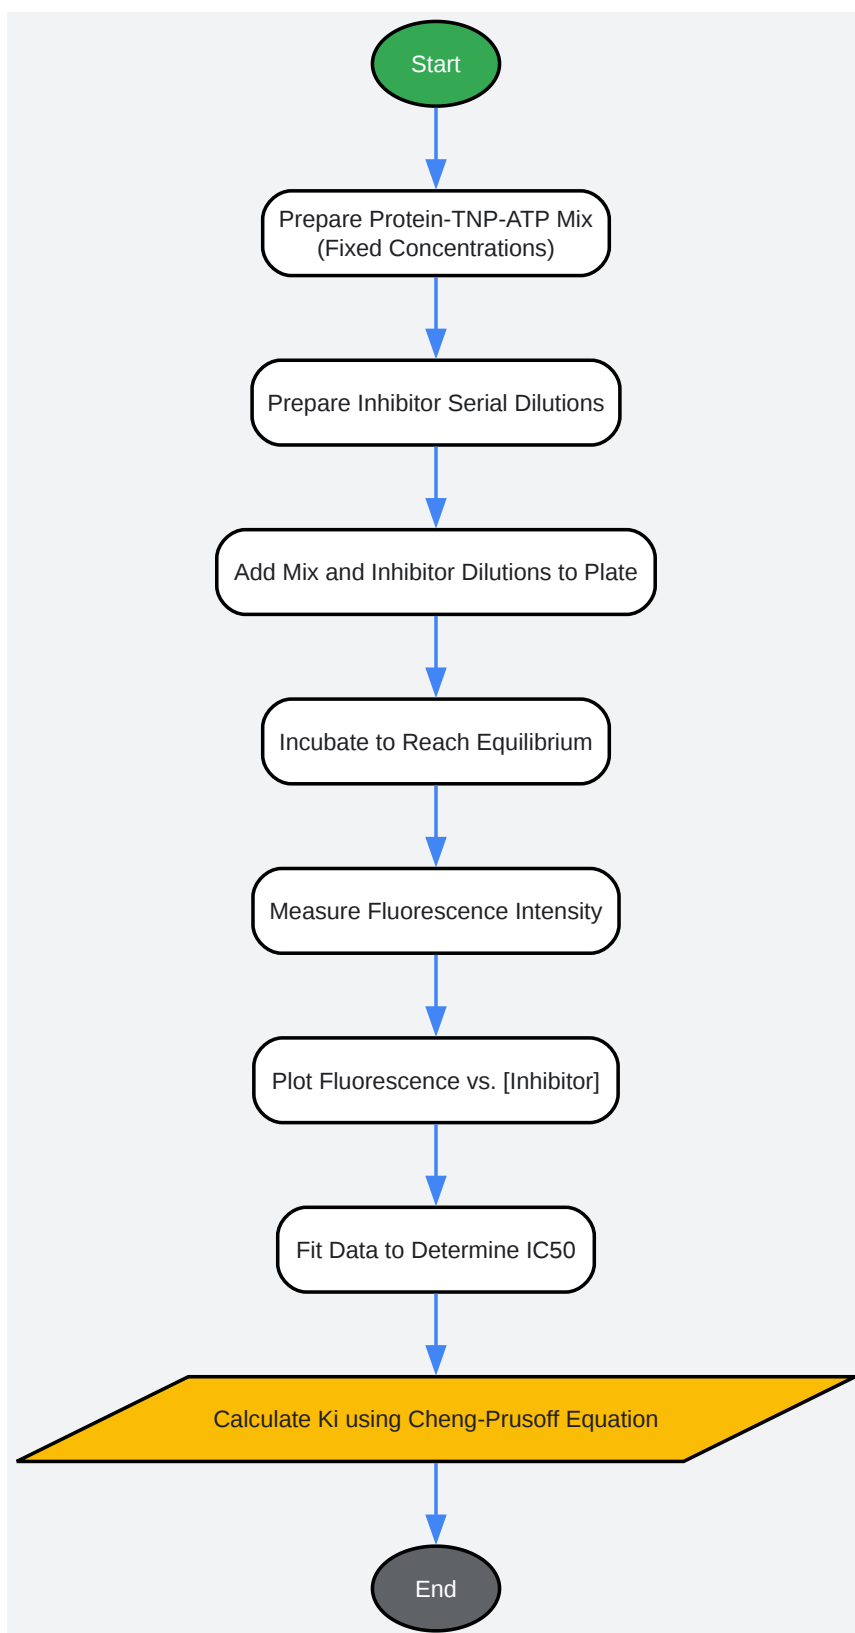 Start
Prepare Protein-TNP-ATP Mix
(Fixed Concentrations)
Prepare Inhibitor Serial Dilutions
Add Mix and Inhibitor Dilutions to Plate
Incubate to Reach Equilibrium
Measure Fluorescence Intensity
Plot Fluorescence vs. [Inhibitor]
Fit Data to Determine IC50
Calculate Ki using Cheng-Prusoff Equation
End